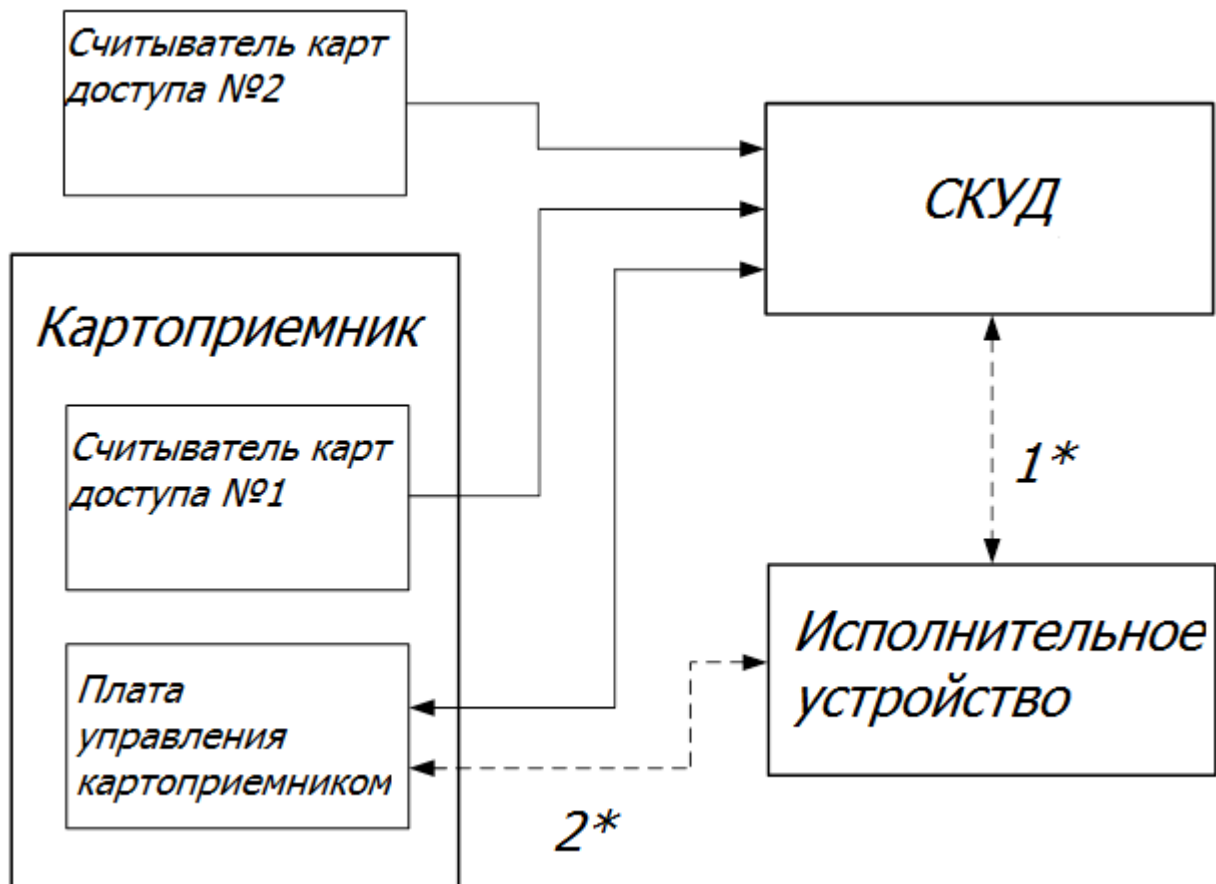 Считыватель карт
доступа №2
СКУД
Картоприемник
Считыватель карт
доступа №1
1*
Исполнительное
устройство
Плата
управления
картоприемником
2*